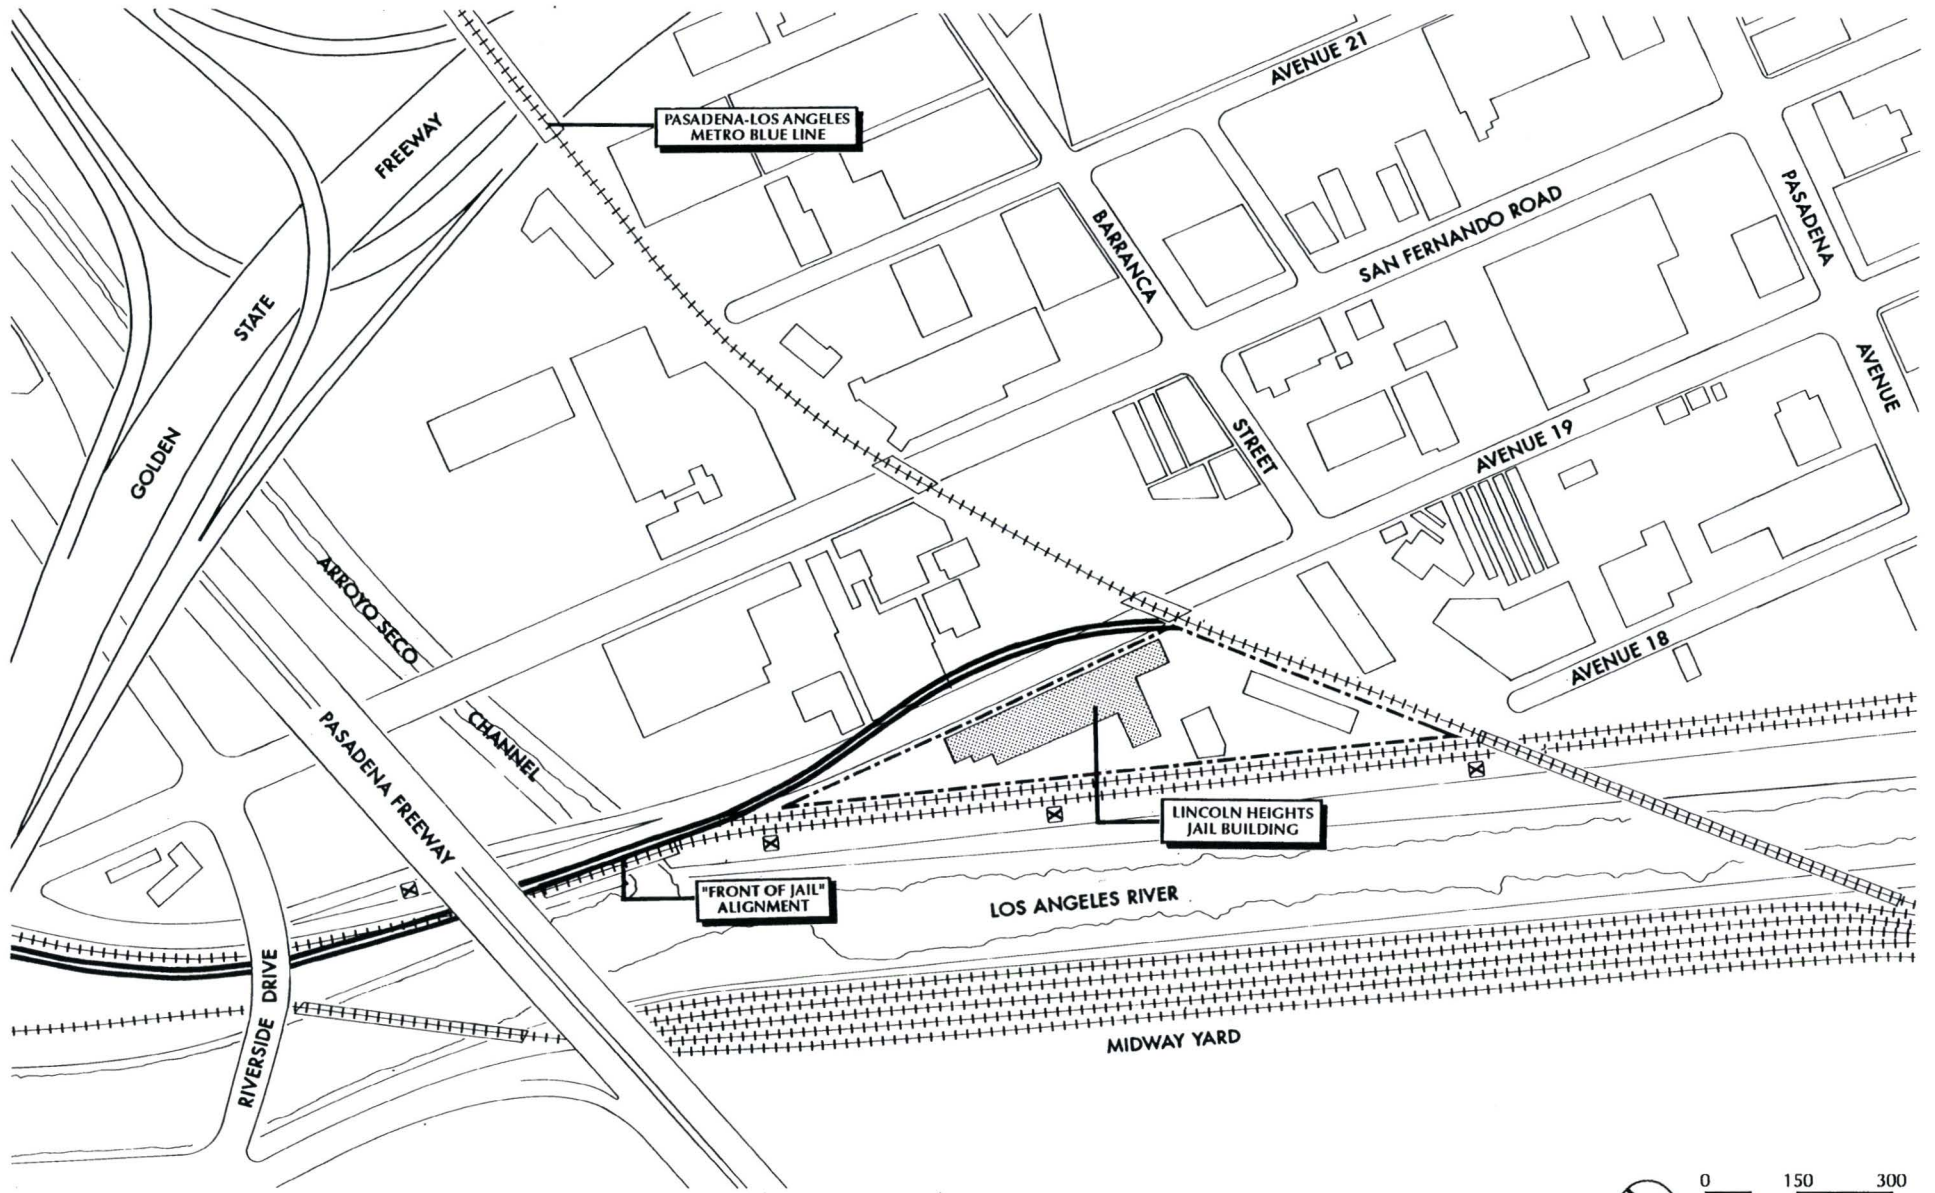 AVENUE 21
PASADENA-LOS ANGELES
METRO BLUE LINE
FREEWAY
STATE
GOLDEN
BARRANCA
STREET
SAN FERNANDO ROAD
PASADENA
AVENUE
AVENUE 19
AVENUE 18
ARROYO SECO
CHANNEL
PASADENA FREEWAY
LINCOLN HEIGHTS
JAIL BUILDING
"FRONT OF JAIL"
ALIGNMENT
LOS ANGELES RIVER
RIVERSIDE DRIVE
MIDWAY YARD
0 150 300